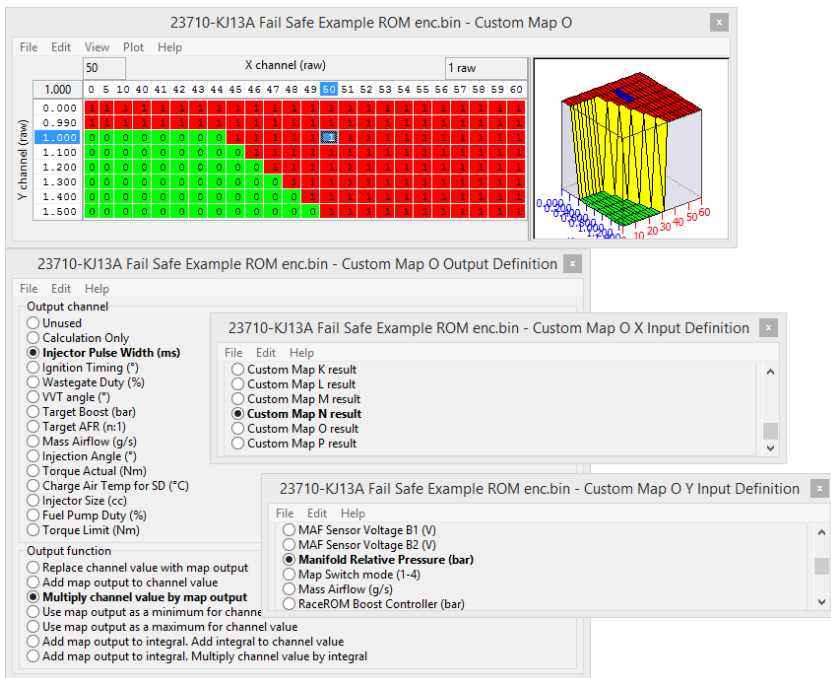 23710-KJ13A Fail Safe Example ROM enc.bin - Custom Map O x
File Edit View Plot Help
50 X channel (raw) 1 raw
1.000 0 5 10 40 41 42 43 44 45 46 47 48 49 50 51 52 53 54 55 56 57 58 59 60
Y channel (raw)
0.000 1 1 1 1 1 1 1 1 1 1 1 1 1 1 1 1 1 1 1 1 1 1 1 1
0.990 1 1 1 1 1 1 1 1 1 1 1 1 1 1 1 1 1 1 1 1 1 1 1 1
1.000 0 0 0 0 0 0 0 0 1 1 1 1 1 1 1 1 1 1 1 1 1 1 1 1
1.100 0 0 0 0 0 0 0 0 0 1 1 1 1 1 1 1 1 1 1 1 1 1 1 1
1.200 0 0 0 0 0 0 0 0 0 0 1 1 1 1 1 1 1 1 1 1 1 1 1 1
1.300 0 0 0 0 0 0 0 0 0 0 0 1 1 1 1 1 1 1 1 1 1 1 1 1
1.400 0 0 0 0 0 0 0 0 0 0 0 0 1 1 1 1 1 1 1 1 1 1 1 1
1.500 0 0 0 0 0 0 0 0 0 0 0 0 0 1 1 1 1 1 1 1 1 1 1 1
10 20 30 40 50 60
23710-KJ13A Fail Safe Example ROM enc.bin - Custom Map O Output Definition x
File Edit Help
Output channel
Unused
Calculation Only
Injector Pulse Width (ms)
Ignition Timing (°)
Wastegate Duty (%)
VVT angle (°)
Target Boost (bar)
Target AFR (n:1)
Mass Airflow (g/s)
Injection Angle (°)
Torque Actual (Nm)
Charge Air Temp for SD (°C)
Injector Size (cc)
Fuel Pump Duty (%)
Torque Limit (Nm)
Output function
Replace channel value with map output
Add map output to channel value
Multiply channel value by map output
Use map output as a minimum for channe
Use map output as a maximum for channel value
Add map output to integral. Add integral to channel value
Add map output to integral. Multiply channel value by integral
23710-KJ13A Fail Safe Example ROM enc.bin - Custom Map O X Input Definition x
File Edit Help
Custom Map K result
Custom Map L result
Custom Map M result
Custom Map N result
Custom Map O result
Custom Map P result
23710-KJ13A Fail Safe Example ROM enc.bin - Custom Map O Y Input Definition x
File Edit Help
MAF Sensor Voltage B1 (V)
MAF Sensor Voltage B2 (V)
Manifold Relative Pressure (bar)
Map Switch mode (1-4)
Mass Airflow (g/s)
RaceROM Boost Controller (bar)